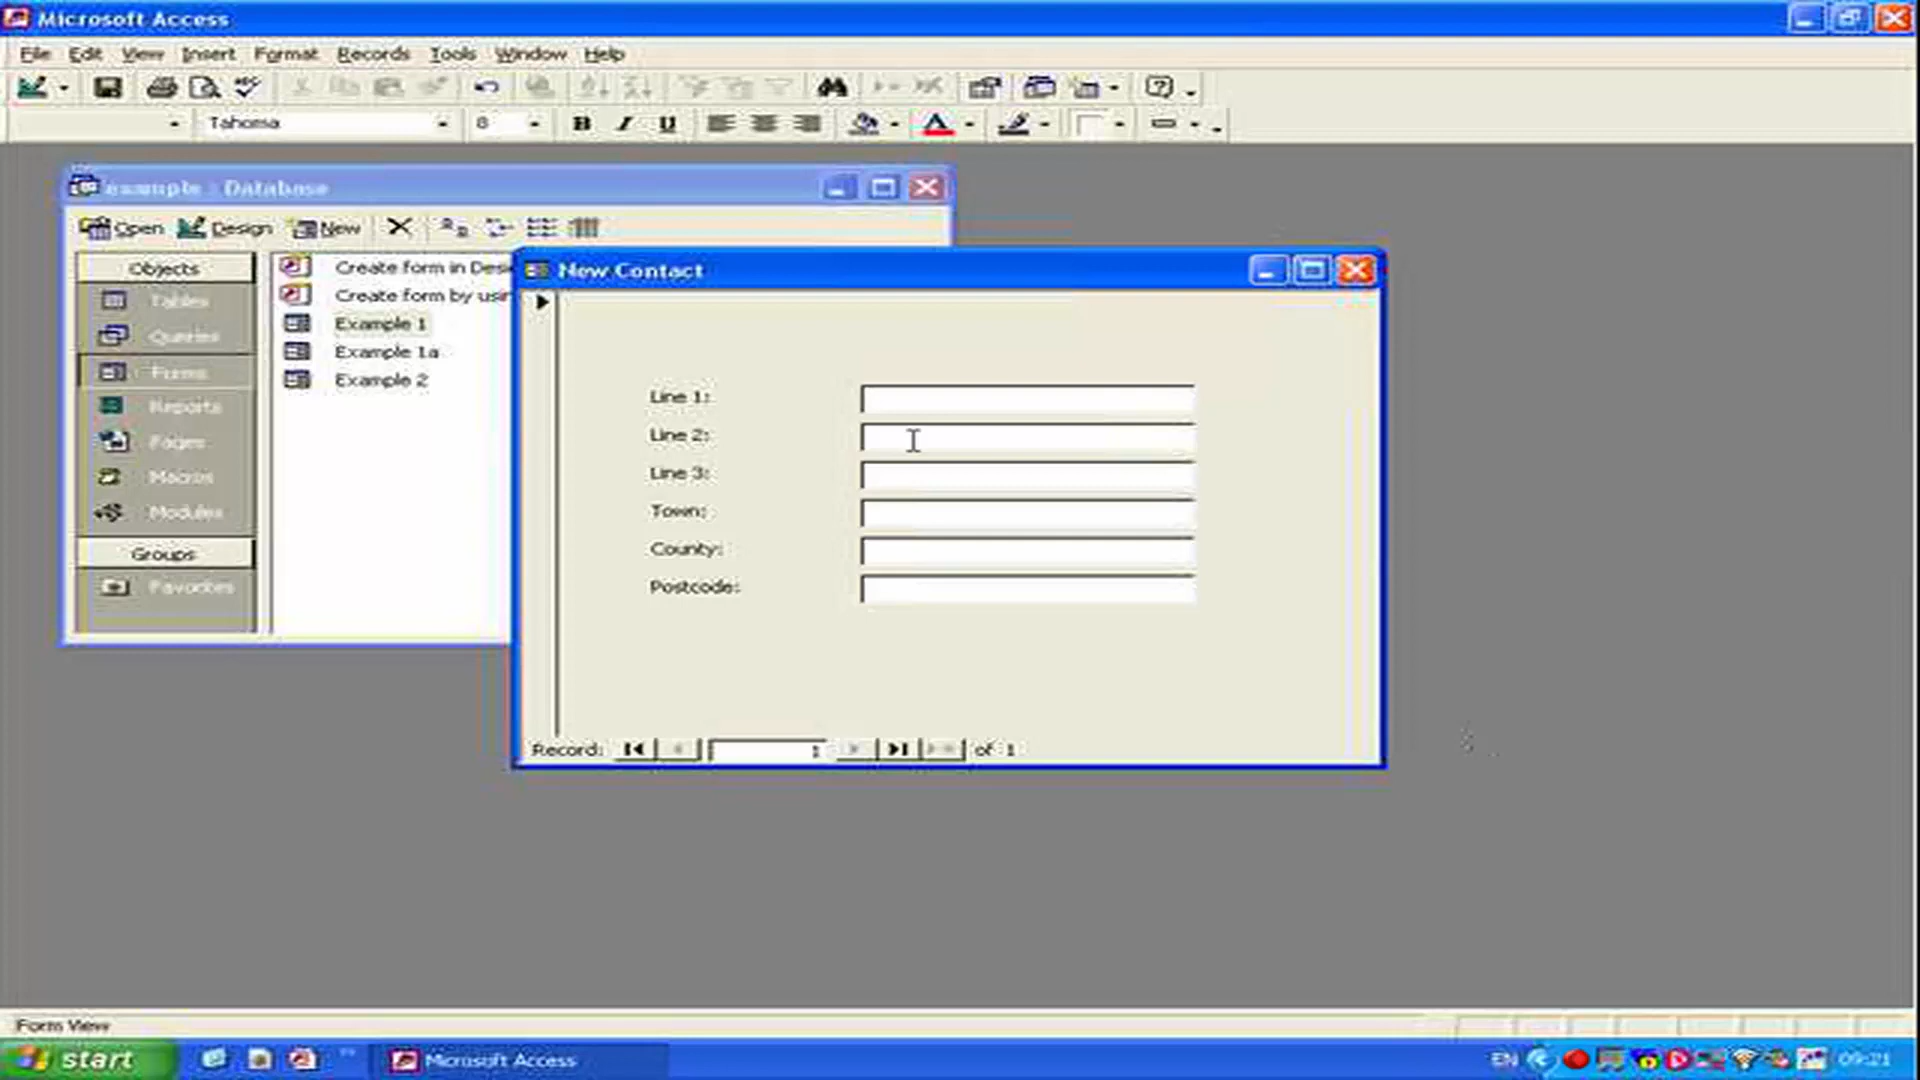 Microsoft Access
File Edit View Insert Format Records Tools Window Help
Tahoma 8 B I U A
example : Database
Open Design New
Objects
Tables
Queries
Forms
Reports
Pages
Macros
Modules
Groups
Favorites
Create form in Desi
Create form by usin
Example 1
Example 1a
Example 2
New Contact
Line 1:
Line 2:
Line 3:
Town:
County:
Postcode:
Record: 1 of 1
Form View
start Microsoft Access EN 09:21